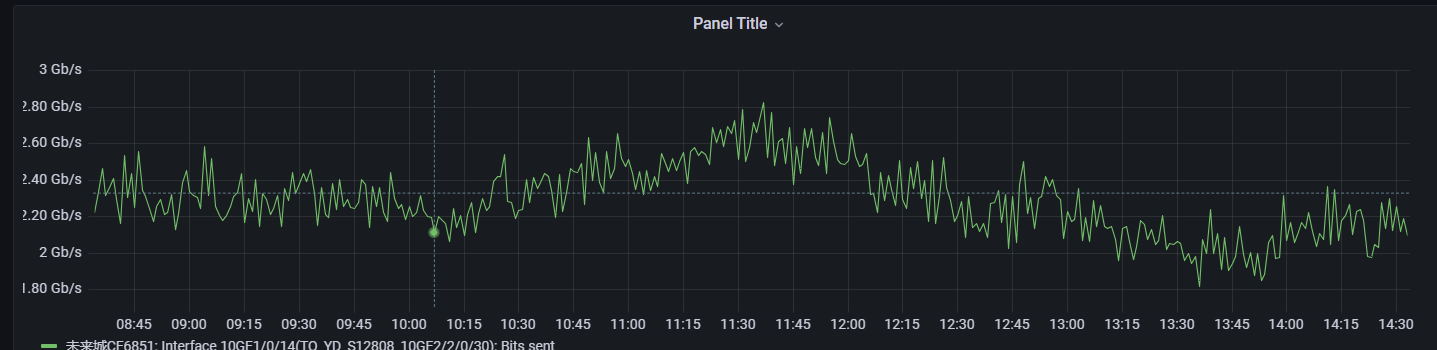 Panel Title
3 Gb/s
2.80 Gb/s
2.60 Gb/s
2.40 Gb/s
2.20 Gb/s
2 Gb/s
1.80 Gb/s
08:45 09:00 09:15 09:30 09:45 10:00 10:15 10:30 10:45 11:00 11:15 11:30 11:45 12:00 12:15 12:30 12:45 13:00 13:15 13:30 13:45 14:00 14:15 14:30
未来城CE6851: Interface 10GE1/0/14(TO_YD_S12808_10GE2/2/0/30): Bits sent